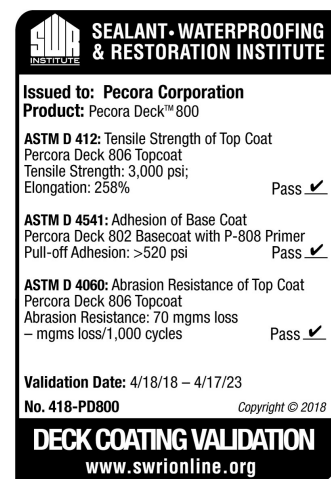 SWR
INSTITUTE
SEALANT • WATERPROOFING
& RESTORATION INSTITUTE
Issued to: Pecora Corporation
Product: Pecora Deck™ 800
ASTM D 412: Tensile Strength of Top Coat
Percora Deck 806 Topcoat
Tensile Strength: 3,000 psi;
Elongation: 258% Pass ✔
ASTM D 4541: Adhesion of Base Coat
Percora Deck 802 Basecoat with P-808 Primer
Pull-off Adhesion: >520 psi Pass ✔
ASTM D 4060: Abrasion Resistance of Top Coat
Percora Deck 806 Topcoat
Abrasion Resistance: 70 mgms loss
– mgms loss/1,000 cycles Pass ✔
Validation Date: 4/18/18 – 4/17/23
No. 418-PD800 Copyright © 2018
DECK COATING VALIDATION
www.swrionline.org